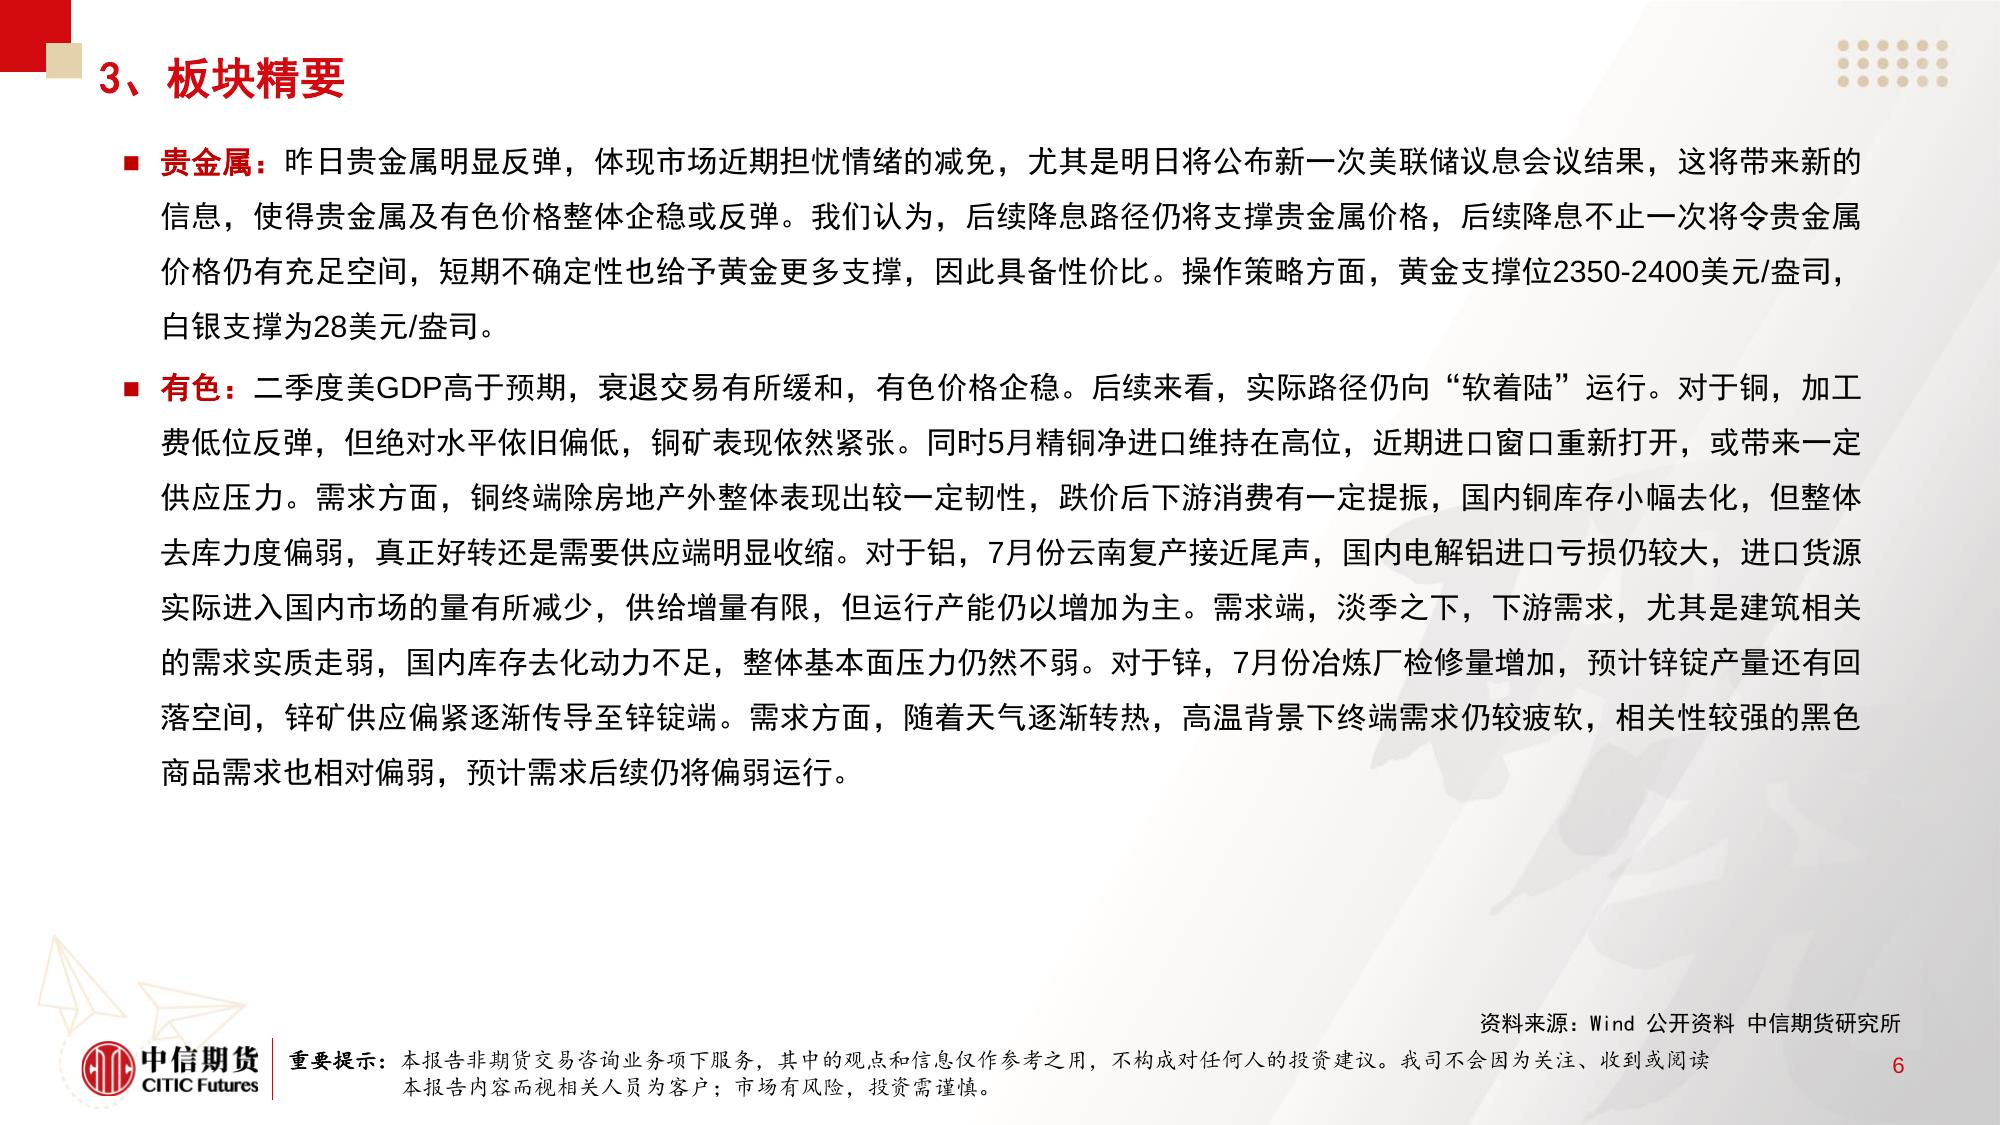 3、板块精要
■ 贵金属：昨日贵金属明显反弹，体现市场近期担忧情绪的减免，尤其是明日将公布新一次美联储议息会议结果，这将带来新的
信息，使得贵金属及有色价格整体企稳或反弹。我们认为，后续降息路径仍将支撑贵金属价格，后续降息不止一次将令贵金属
价格仍有充足空间，短期不确定性也给予黄金更多支撑，因此具备性价比。操作策略方面，黄金支撑位2350-2400美元/盎司，
白银支撑为28美元/盎司。
■ 有色：二季度美GDP高于预期，衰退交易有所缓和，有色价格企稳。后续来看，实际路径仍向“软着陆”运行。对于铜，加工
费低位反弹，但绝对水平依旧偏低，铜矿表现依然紧张。同时5月精铜净进口维持在高位，近期进口窗口重新打开，或带来一定
供应压力。需求方面，铜终端除房地产外整体表现出较一定韧性，跌价后下游消费有一定提振，国内铜库存小幅去化，但整体
去库力度偏弱，真正好转还是需要供应端明显收缩。对于铝，7月份云南复产接近尾声，国内电解铝进口亏损仍较大，进口货源
实际进入国内市场的量有所减少，供给增量有限，但运行产能仍以增加为主。需求端，淡季之下，下游需求，尤其是建筑相关
的需求实质走弱，国内库存去化动力不足，整体基本面压力仍然不弱。对于锌，7月份冶炼厂检修量增加，预计锌锭产量还有回
落空间，锌矿供应偏紧逐渐传导至锌锭端。需求方面，随着天气逐渐转热，高温背景下终端需求仍较疲软，相关性较强的黑色
商品需求也相对偏弱，预计需求后续仍将偏弱运行。
资料来源：Wind 公开资料 中信期货研究所
中信期货
CITIC Futures
重要提示：本报告非期货交易咨询业务项下服务，其中的观点和信息仅作参考之用，不构成对任何人的投资建议。我司不会因为关注、收到或阅读
本报告内容而视相关人员为客户；市场有风险，投资需谨慎。
6